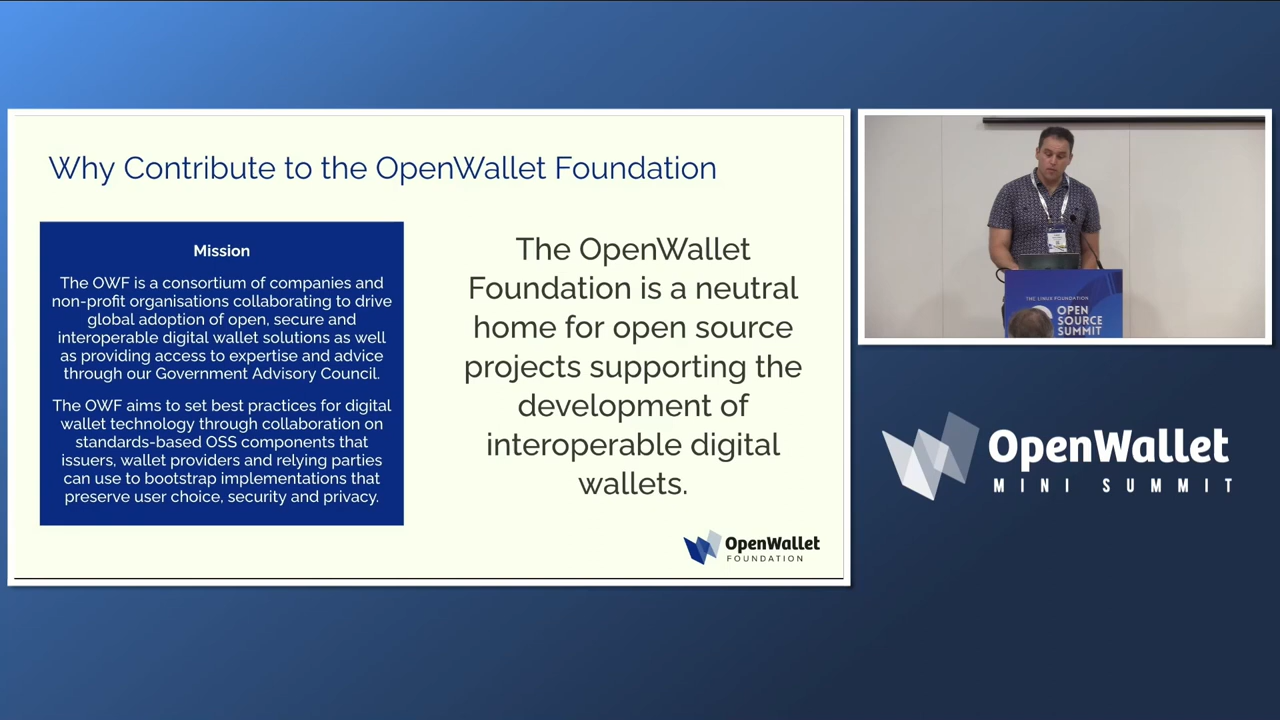 Why Contribute to the OpenWallet Foundation
Mission
The OWF is a consortium of companies and
non-profit organisations collaborating to drive
global adoption of open, secure and
interoperable digital wallet solutions as well
as providing access to expertise and advice
through our Government Advisory Council.
The OWF aims to set best practices for digital
wallet technology through collaboration on
standards-based OSS components that
issuers, wallet providers and relying parties
can use to bootstrap implementations that
preserve user choice, security and privacy.
The OpenWallet
Foundation is a neutral
home for open source
projects supporting the
development of
interoperable digital
wallets.
OpenWallet
FOUNDATION
THE LINUX FOUNDATION
OPEN
SOURCE
SUMMIT
OpenWallet
MINI SUMMIT